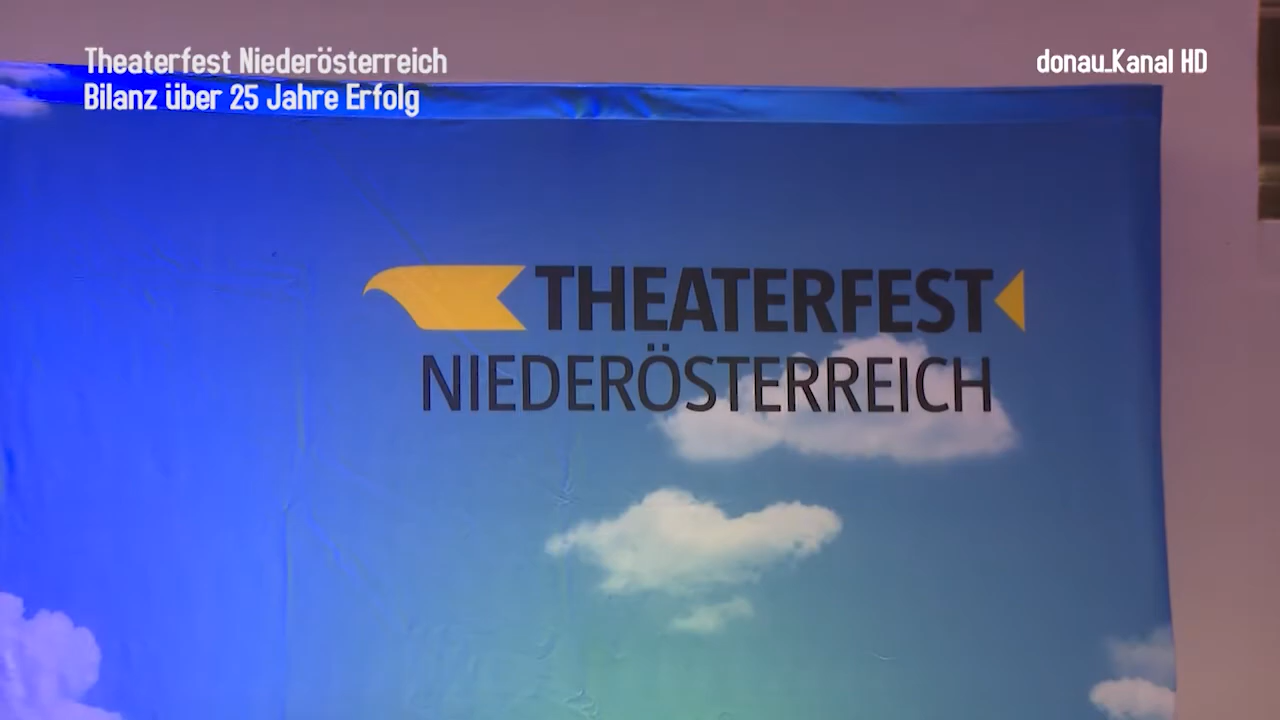 Theaterfest Niederösterreich
Bilanz über 25 Jahre Erfolg
donau_Kanal HD
THEATERFEST
NIEDERÖSTERREICH